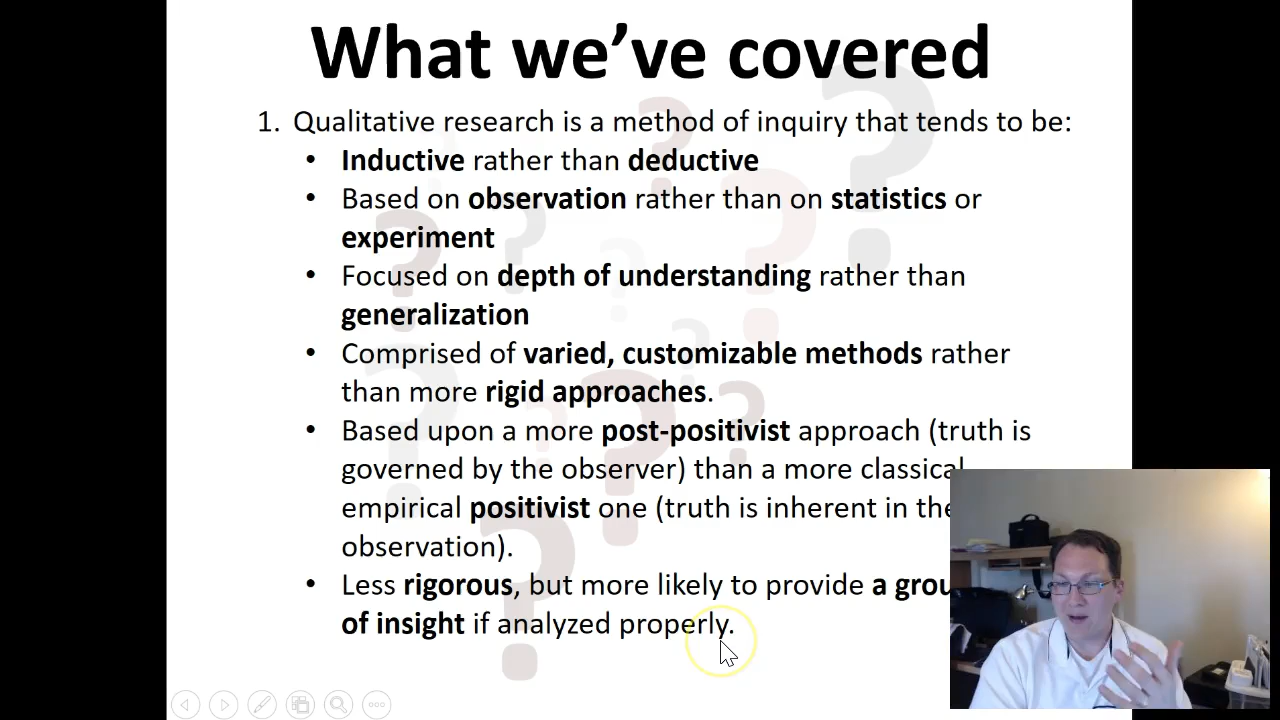 What we’ve covered
1. Qualitative research is a method of inquiry that tends to be:
• Inductive rather than deductive
• Based on observation rather than on statistics or
experiment
• Focused on depth of understanding rather than
generalization
• Comprised of varied, customizable methods rather
than more rigid approaches.
• Based upon a more post-positivist approach (truth is
governed by the observer) than a more classical
empirical positivist one (truth is inherent in the
observation).
• Less rigorous, but more likely to provide a
of insight if analyzed properly.